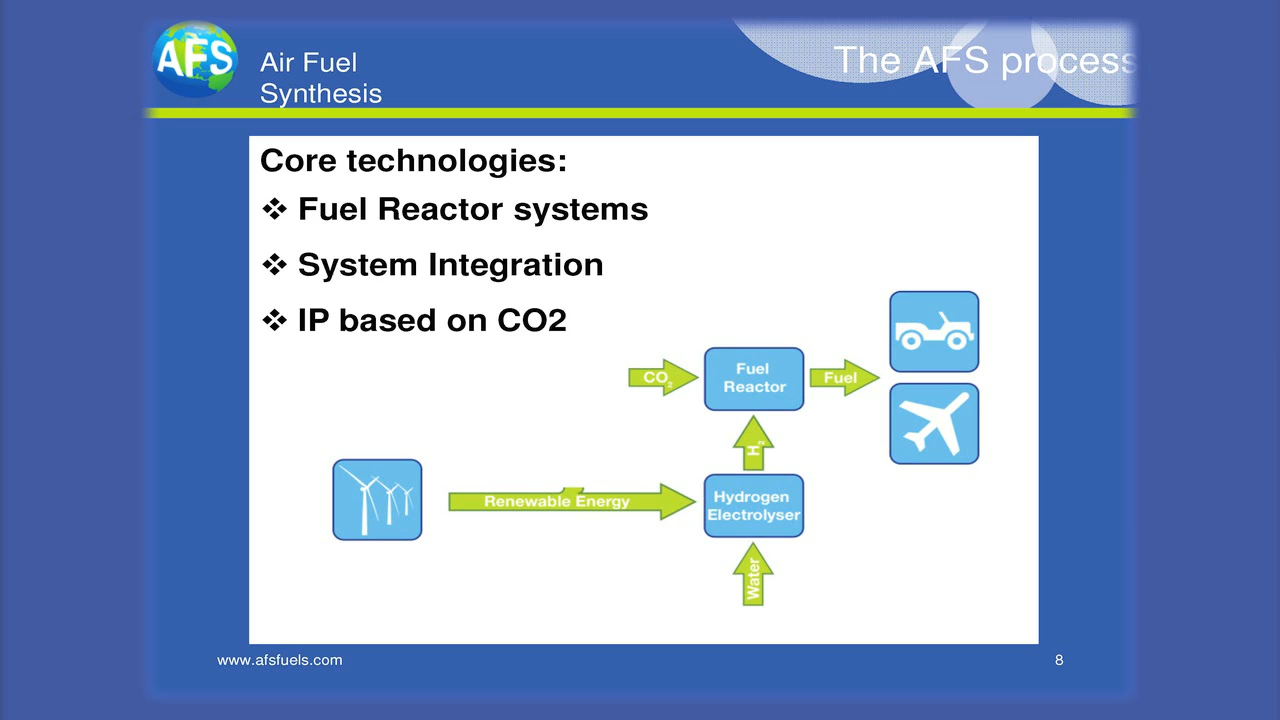 AFS
Air Fuel
Synthesis
The AFS process
Core technologies:
❖ Fuel Reactor systems
❖ System Integration
❖ IP based on CO2
CO₂
Fuel
Reactor
Fuel
H₂
Renewable Energy
Hydrogen
Electrolyser
Water
www.afsfuels.com
8